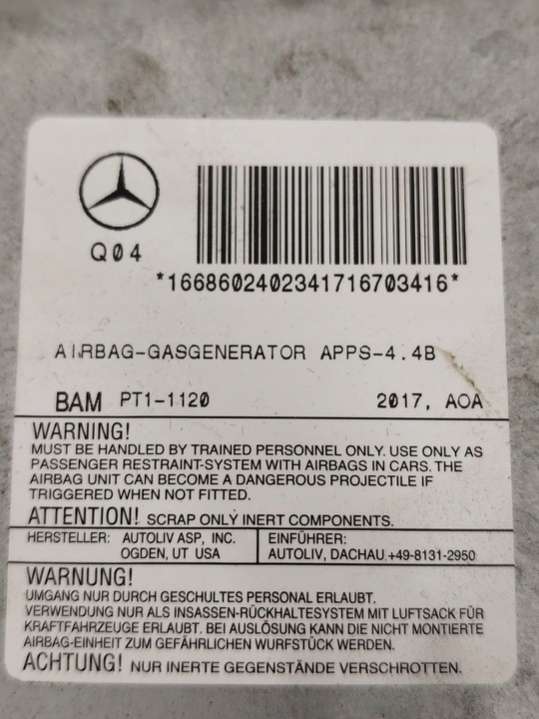 Q04
*1668602402341716703416*
AIRBAG-GASGENERATOR APPS-4.4B
BAM PT1-1120 2017, AOA
WARNING!
MUST BE HANDLED BY TRAINED PERSONNEL ONLY. USE ONLY AS
PASSENGER RESTRAINT-SYSTEM WITH AIRBAGS IN CARS. THE
AIRBAG UNIT CAN BECOME A DANGEROUS PROJECTILE IF
TRIGGERED WHEN NOT FITTED.
ATTENTION! SCRAP ONLY INERT COMPONENTS.
HERSTELLER: AUTOLIV ASP, INC.
OGDEN, UT USA
EINFÜHRER:
AUTOLIV, DACHAU +49-8131-2950
WARNUNG!
UMGANG NUR DURCH GESCHULTES PERSONAL ERLAUBT.
VERWENDUNG NUR ALS INSASSEN-RÜCKHALTESYSTEM MIT LUFTSACK FÜR
KRAFTFAHRZEUGE ERLAUBT. BEI AUSLÖSUNG KANN DIE NICHT MONTIERTE
AIRBAG-EINHEIT ZUM GEFÄHRLICHEN WURFSTÜCK WERDEN.
ACHTUNG! NUR INERTE GEGENSTÄNDE VERSCHROTTEN.